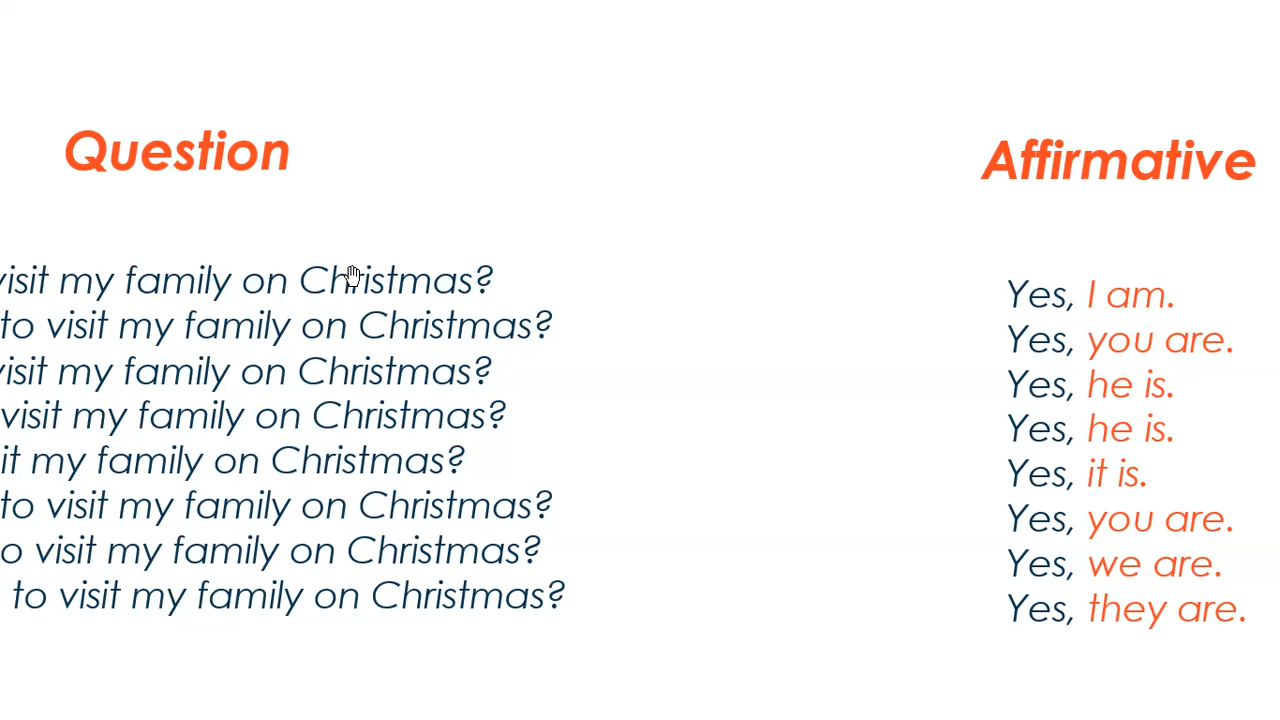 Question
Affirmative
visit my family on Christmas?
to visit my family on Christmas?
visit my family on Christmas?
visit my family on Christmas?
it my family on Christmas?
to visit my family on Christmas?
o visit my family on Christmas?
to visit my family on Christmas?
Yes, I am.
Yes, you are.
Yes, he is.
Yes, he is.
Yes, it is.
Yes, you are.
Yes, we are.
Yes, they are.